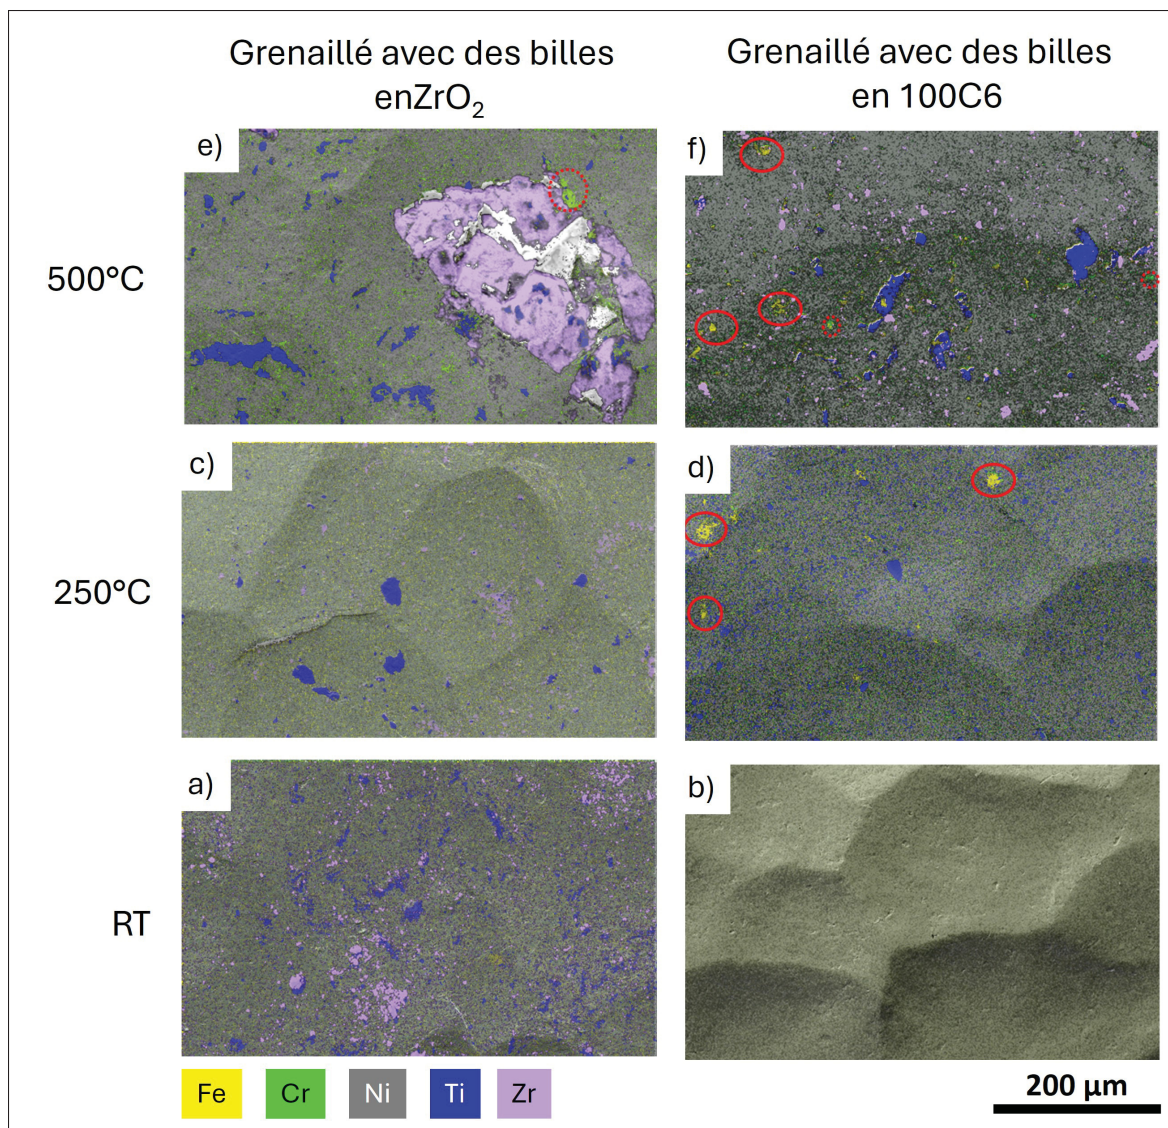 Grenaillé avec des billes
enZrO₂
Grenaillé avec des billes
en 100C6
500°C
e)
f)
250°C
c)
d)
RT
a)
b)
Fe
Cr
Ni
Ti
Zr
200 µm